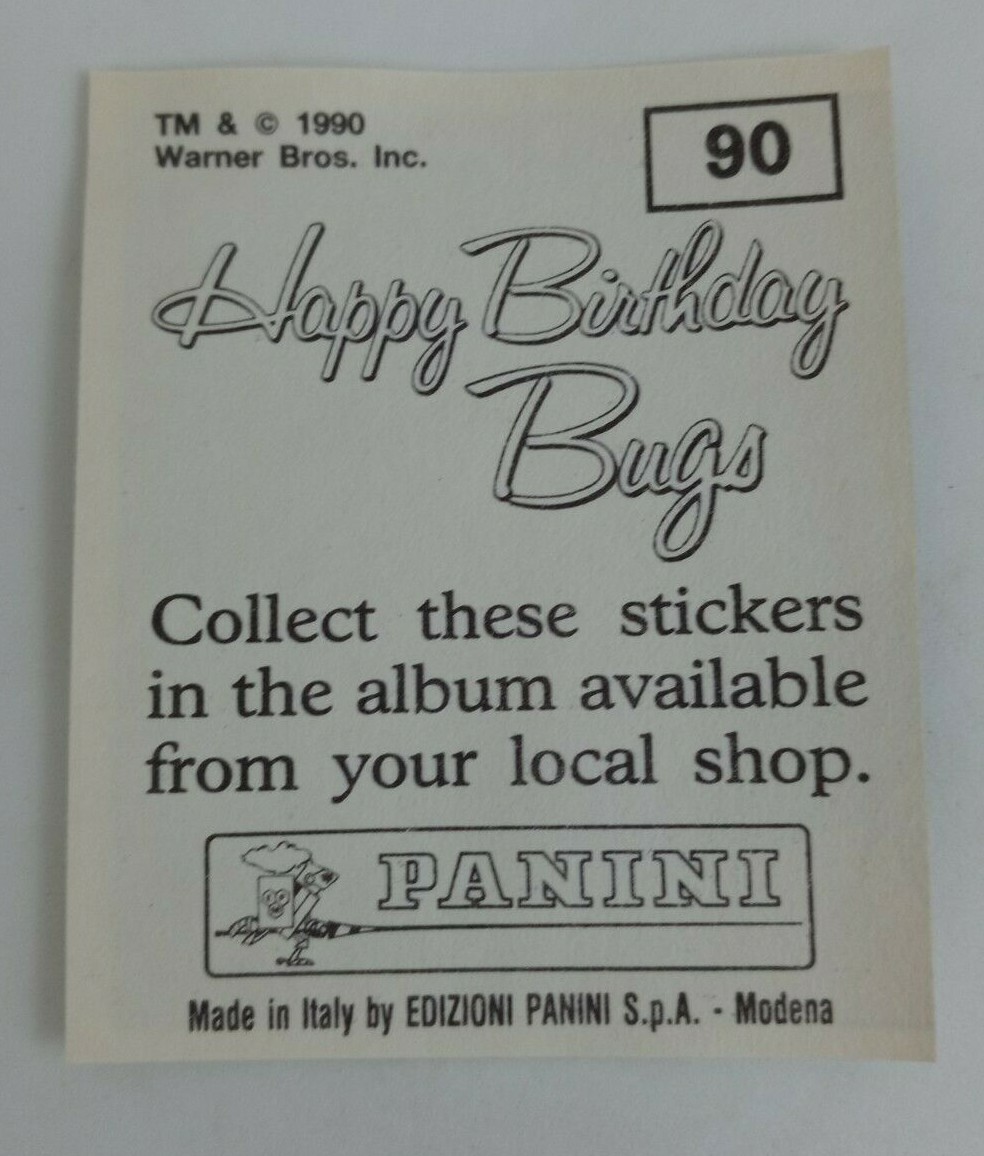 TM & © 1990
Warner Bros. Inc.
90
Happy Birthday
Bugs
Collect these stickers
in the album available
from your local shop.
PANINI
Made in Italy by EDIZIONI PANINI S.p.A. - Modena